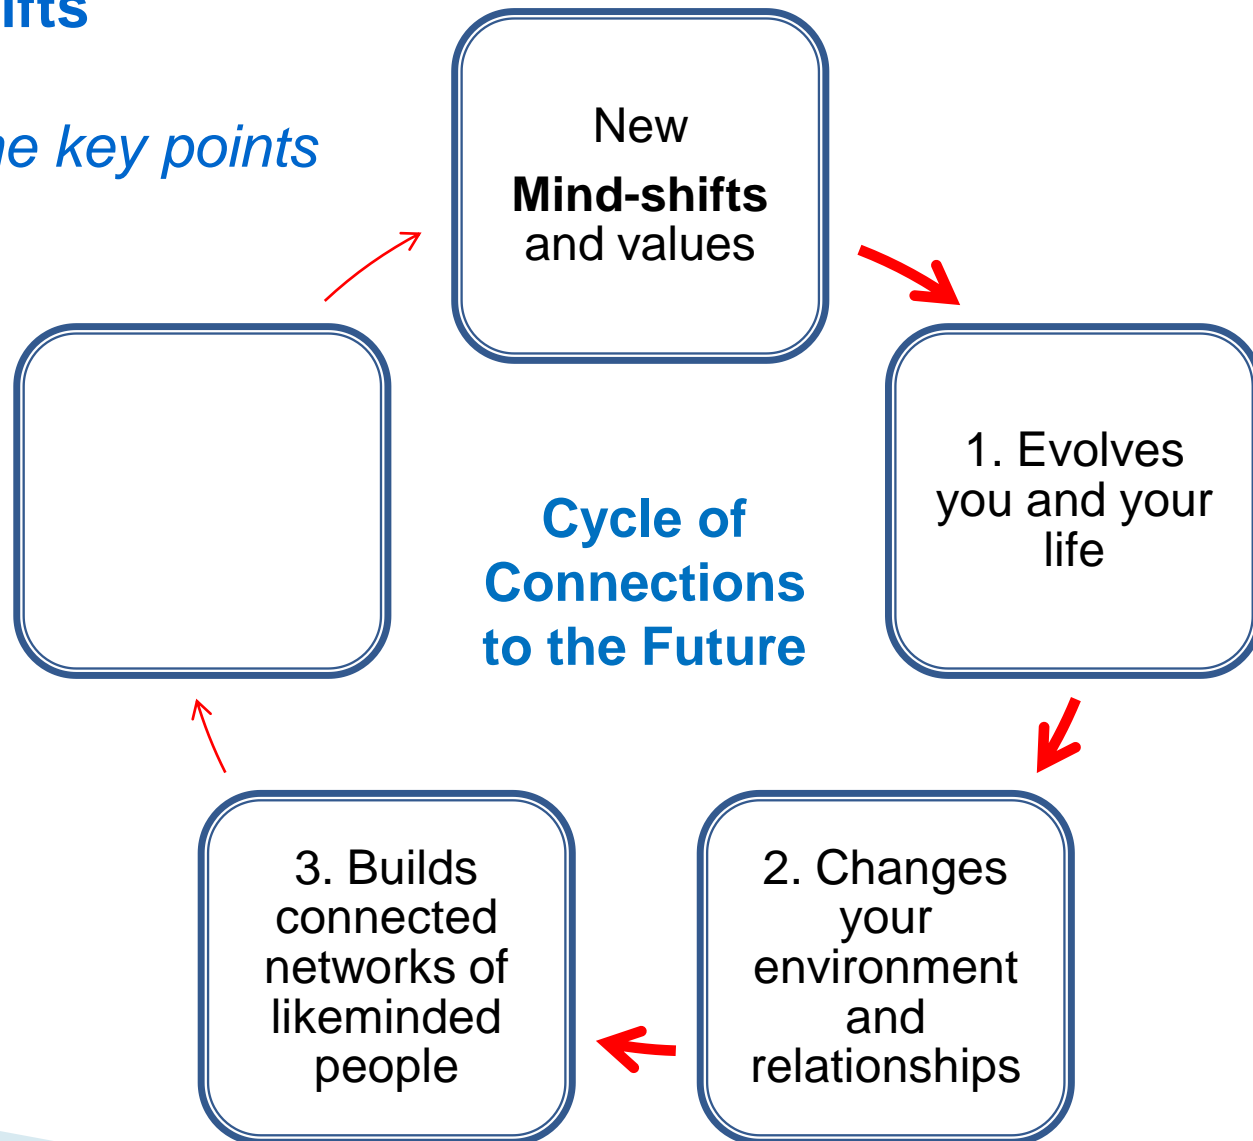 ifts
ne key points
New
Mind-shifts
and values
1. Evolves
you and your
life
Cycle of
Connections
to the Future
3. Builds
connected
networks of
likeminded
people
2. Changes
your
environment
and
relationships